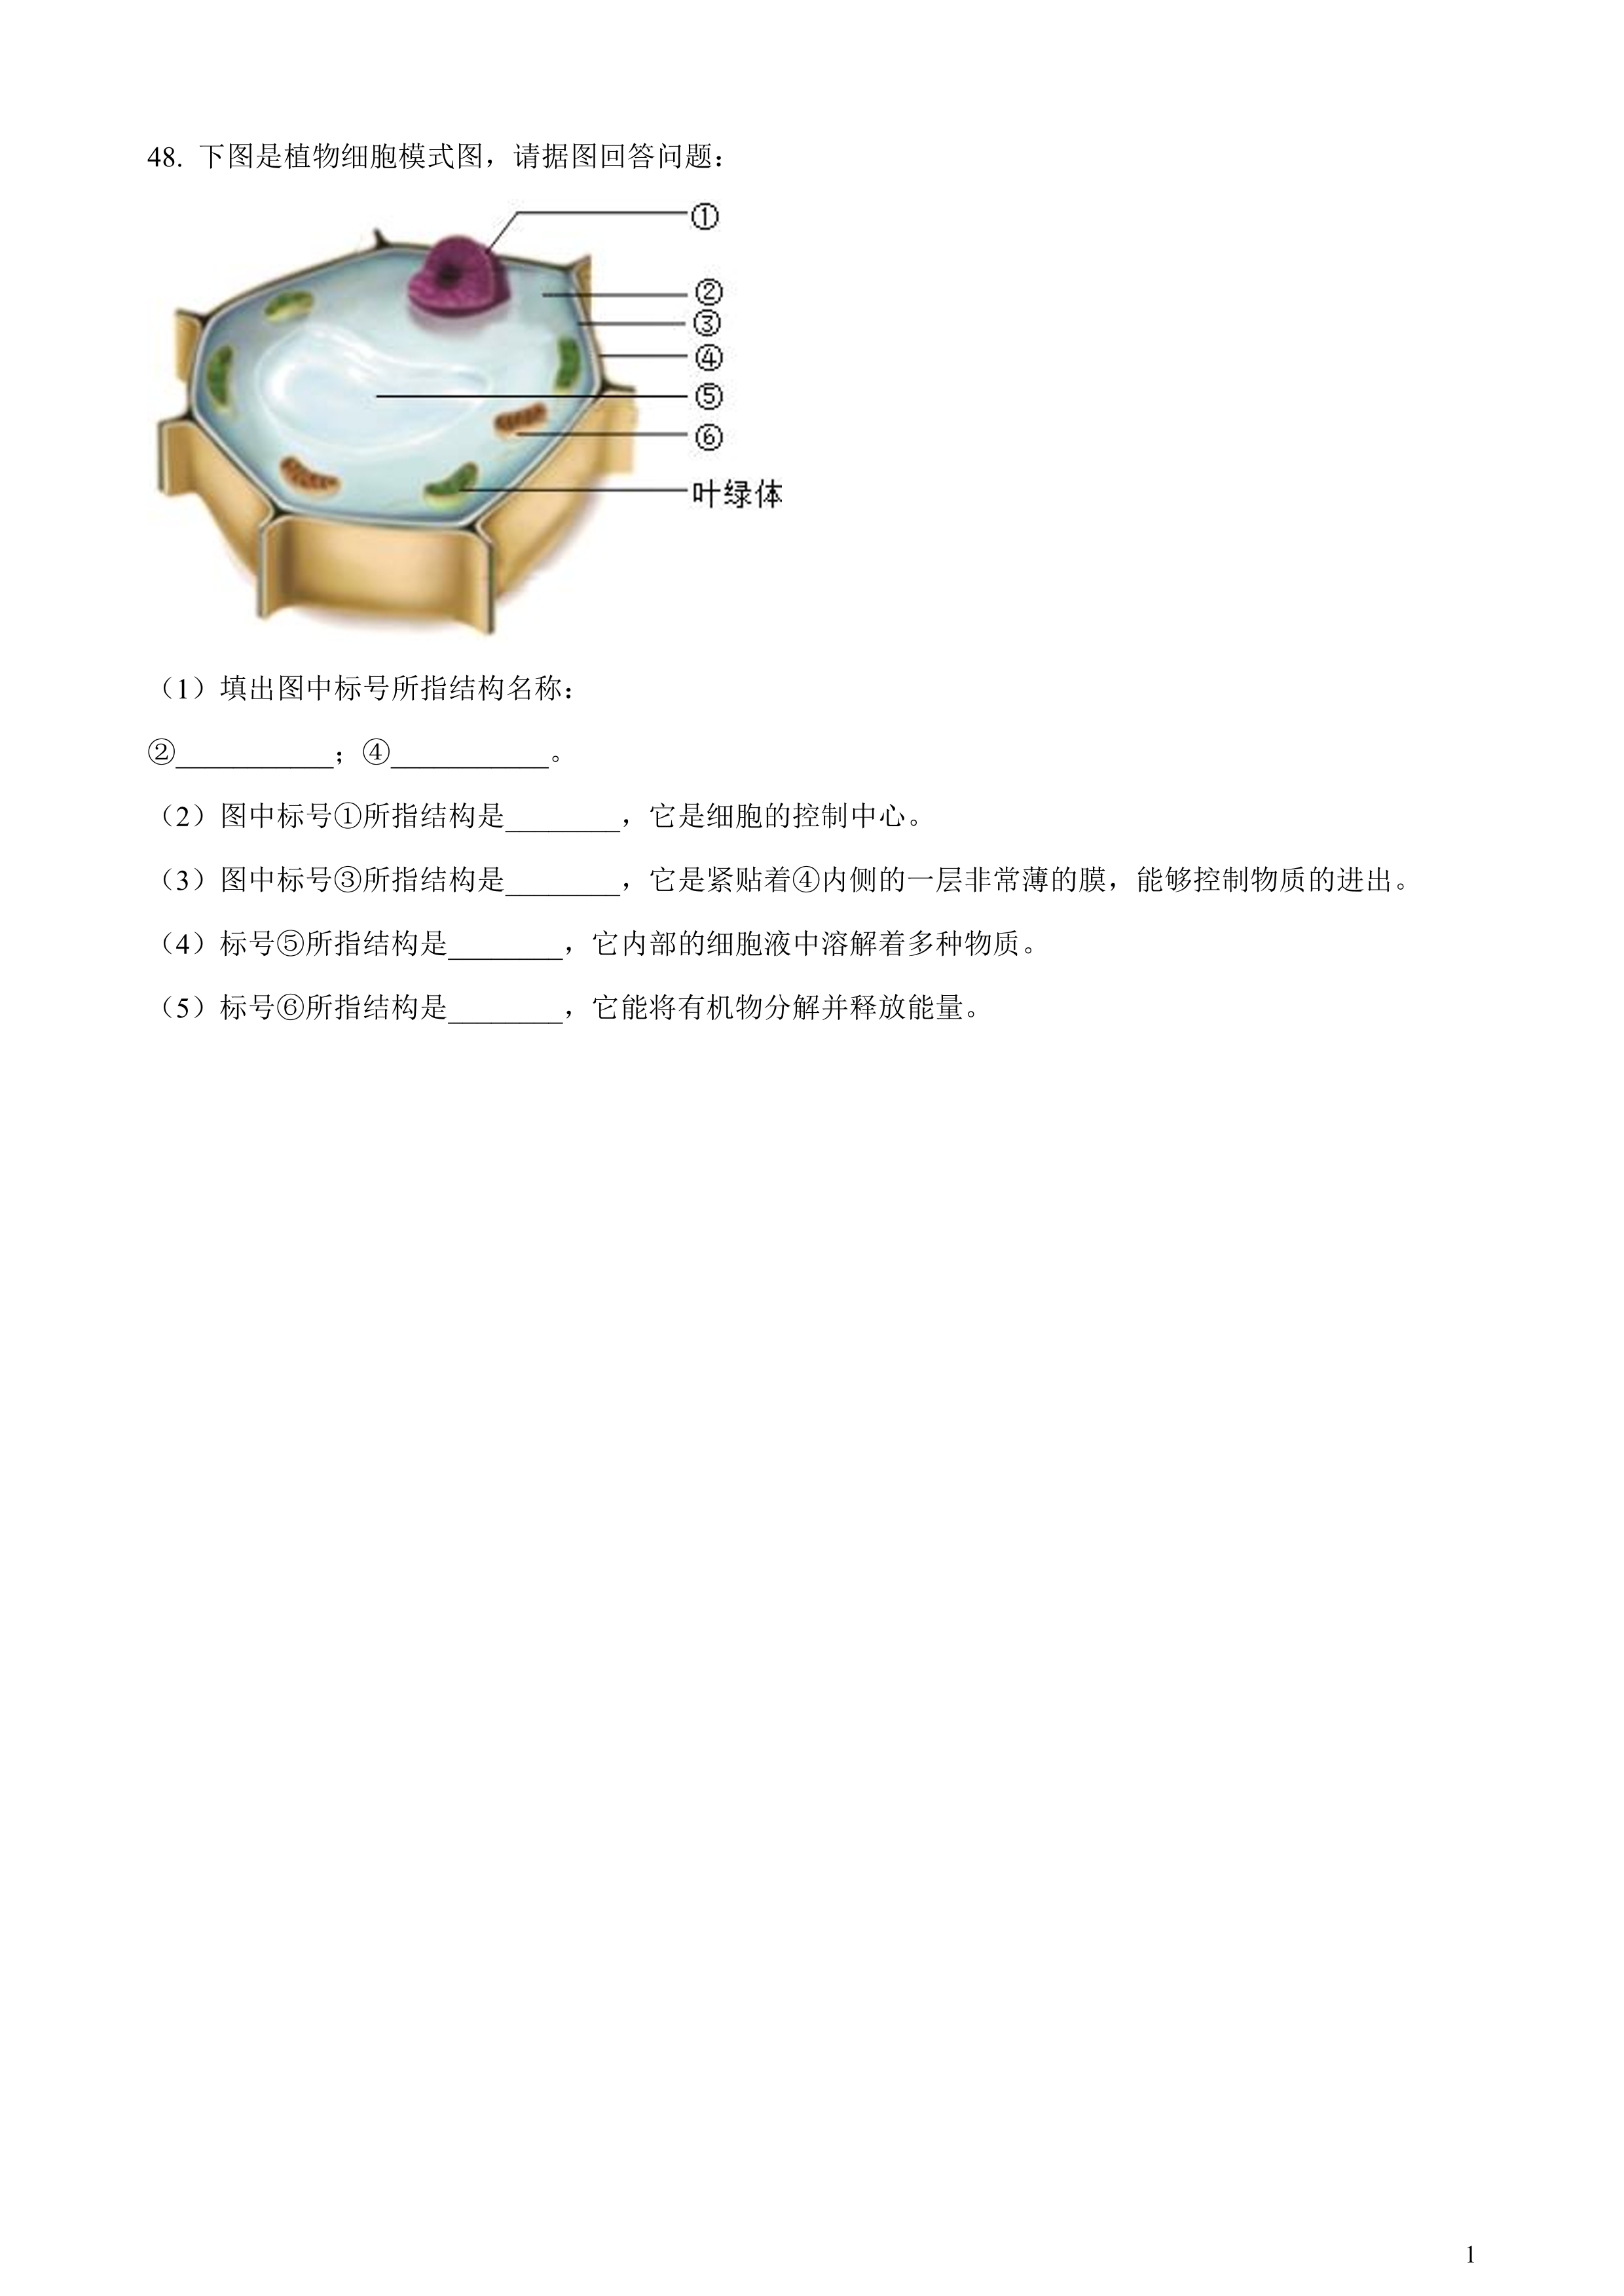 48. 下图是植物细胞模式图，请据图回答问题：
①
②
③
④
⑤
⑥
叶绿体
（1）填出图中标号所指结构名称：
②___________；④___________。
（2）图中标号①所指结构是________，它是细胞的控制中心。
（3）图中标号③所指结构是________，它是紧贴着④内侧的一层非常薄的膜，能够控制物质的进出。
（4）标号⑤所指结构是________，它内部的细胞液中溶解着多种物质。
（5）标号⑥所指结构是________，它能将有机物分解并释放能量。
1